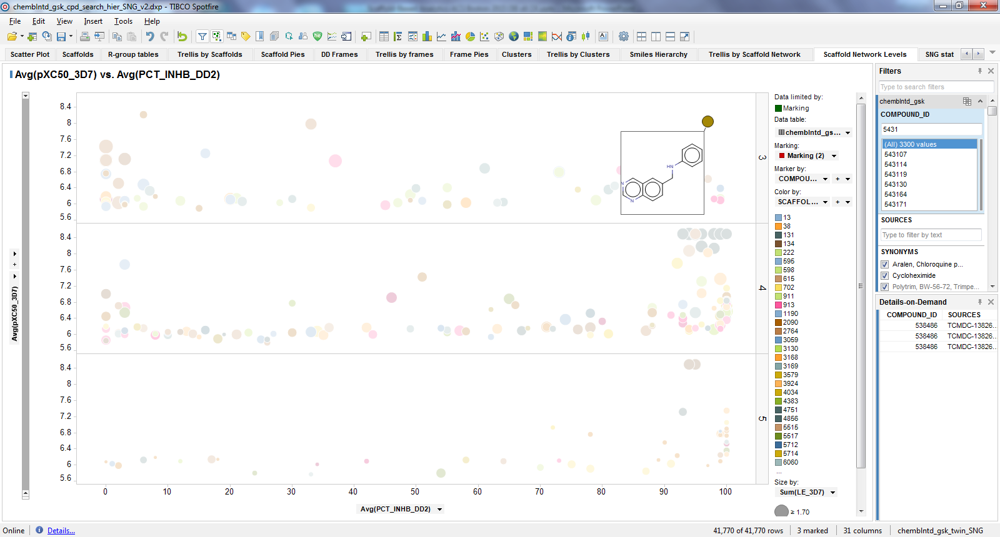 chemblntd_gsk_cpd_search_hier_SNG_v2.dxp - TIBCO Spotfire
File Edit View Insert Tools Help
Scatter Plot Scaffolds R-group tables Trellis by Scaffolds Scaffold Pies DD Frames Trellis by frames Frame Pies Clusters Trellis by Clusters Smiles Hierarchy Trellis by Scaffold Network Scaffold Network Levels SNG stat
Avg(pXC50_3D7) vs. Avg(PCT_INHB_DD2)
Avg(pXC50_3D7)
+
8.4
8
7.6
7.2
6.8
6.4
6
5.6
3
HN
N
N
8.4
8
7.6
7.2
6.8
6.4
6
5.6
4
8.4
8
7.6
7.2
6.8
6.4
6
5.6
5
0 10 20 30 40 50 60 70 80 90 100
Avg(PCT_INHB_DD2)
Data limited by:
Marking
Data table:
chemblntd_gs...
Marking:
Marking (2)
Marker by:
COMPOU... +
Color by:
SCAFFOL... +
13
38
131
134
222
595
598
615
702
911
913
1190
2090
2764
3059
3130
3168
3169
3579
3924
4034
4383
4751
4856
5515
5517
5712
5714
6060
...
Size by:
Sum(LE_3D7)
≥ 1.70
Filters
Type to search filters
chemblntd_gsk
COMPOUND_ID
5431
(All) 3300 values
543107
543114
543119
543130
543164
543171
SOURCES
Type to filter by text
SYNONYMS
Aralen, Chloroquine p...
Cycloheximide
Polytrim, BW-56-72, Trimpe...
Details-on-Demand
COMPOUND_ID SOURCES
538486 TCMDC-13826...
538486 TCMDC-13826...
538486 TCMDC-13826...
Online Details... 41,770 of 41,770 rows 3 marked 31 columns chemblntd_gsk_twin_SNG